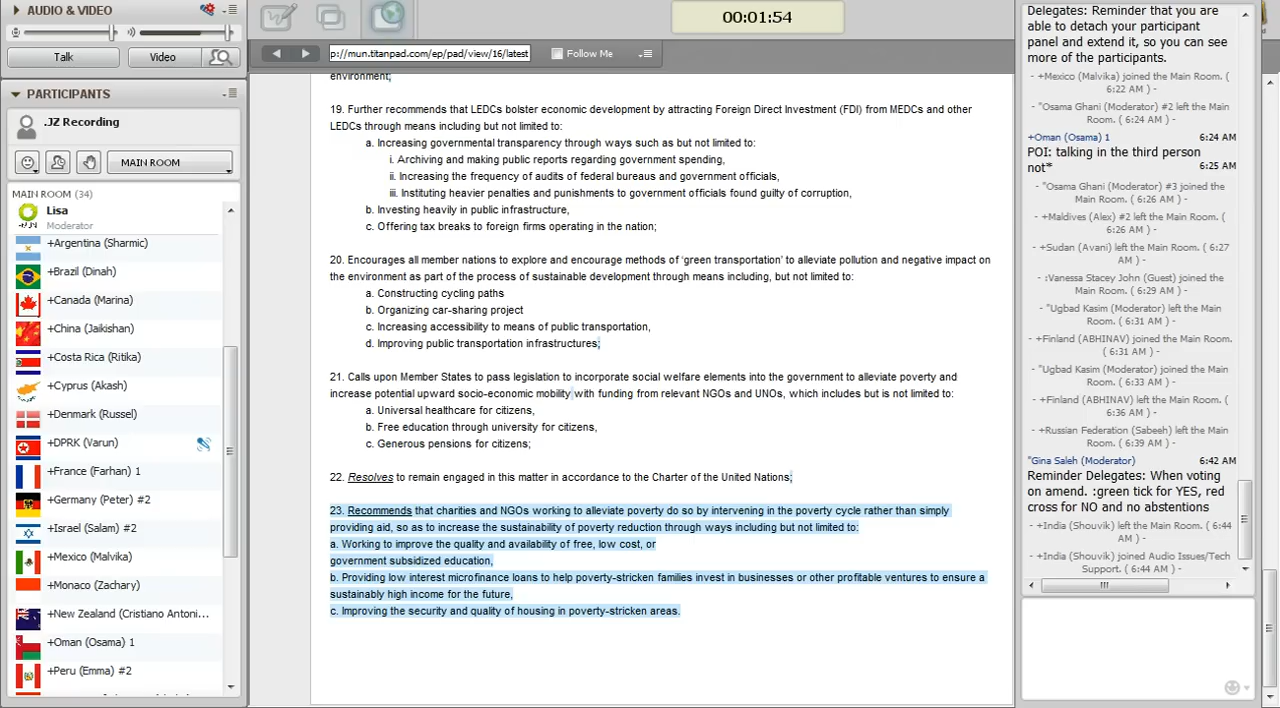 AUDIO & VIDEO
Talk
Video
PARTICIPANTS
.JZ Recording
MAIN ROOM
MAIN ROOM (34)
Lisa
Moderator
+Argentina (Sharmic)
+Brazil (Dinah)
+Canada (Marina)
+China (Jaikishan)
+Costa Rica (Ritika)
+Cyprus (Akash)
+Denmark (Russel)
+DPRK (Varun)
+France (Farhan) 1
+Germany (Peter) #2
+Israel (Salam) #2
+Mexico (Malvika)
+Monaco (Zachary)
+New Zealand (Cristiano Antoni...
+Oman (Osama) 1
+Peru (Emma) #2
00:01:54
p://mun.titanpad.com/ep/pad/view/16/latest
Follow Me
environment;
19. Further recommends that LEDCs bolster economic development by attracting Foreign Direct Investment (FDI) from MEDCs and other
LEDCs through means including but not limited to:
a. Increasing governmental transparency through ways such as but not limited to:
i. Archiving and making public reports regarding government spending,
ii. Increasing the frequency of audits of federal bureaus and government officials,
iii. Instituting heavier penalties and punishments to government officials found guilty of corruption,
b. Investing heavily in public infrastructure,
c. Offering tax breaks to foreign firms operating in the nation;
20. Encourages all member nations to explore and encourage methods of 'green transportation' to alleviate pollution and negative impact on
the environment as part of the process of sustainable development through means including, but not limited to:
a. Constructing cycling paths
b. Organizing car-sharing project
c. Increasing accessibility to means of public transportation,
d. Improving public transportation infrastructures;
21. Calls upon Member States to pass legislation to incorporate social welfare elements into the government to alleviate poverty and
increase potential upward socio-economic mobility with funding from relevant NGOs and UNOs, which includes but is not limited to:
a. Universal healthcare for citizens,
b. Free education through university for citizens,
c. Generous pensions for citizens;
22. Resolves to remain engaged in this matter in accordance to the Charter of the United Nations;
23. Recommends that charities and NGOs working to alleviate poverty do so by intervening in the poverty cycle rather than simply
providing aid, so as to increase the sustainability of poverty reduction through ways including but not limited to:
a. Working to improve the quality and availability of free, low cost, or
government subsidized education,
b. Providing low interest microfinance loans to help poverty-stricken families invest in businesses or other profitable ventures to ensure a
sustainably high income for the future,
c. Improving the security and quality of housing in poverty-stricken areas.
Delegates: Reminder that you are
able to detach your participant
panel and extend it, so you can see
more of the participants.
- +Mexico (Malvika) joined the Main Room. (
6:22 AM ) -
- "Osama Ghani (Moderator) #2 left the Main
Room. ( 6:24 AM ) -
+Oman (Osama) 1 6:24 AM
POI: talking in the third person
not* 6:25 AM
- "Osama Ghani (Moderator) #3 joined the
Main Room. ( 6:26 AM ) -
- +Maldives (Alex) #2 left the Main Room. (
6:26 AM ) -
- +Sudan (Avani) left the Main Room. ( 6:27
AM ) -
- :Vanessa Stacey John (Guest) joined the
Main Room. ( 6:29 AM ) -
- "Ugbad Kasim (Moderator) left the Main
Room. ( 6:31 AM ) -
- +Finland (ABHINAV) joined the Main Room.
( 6:31 AM ) -
- "Ugbad Kasim (Moderator) joined the Main
Room. ( 6:33 AM ) -
- +Finland (ABHINAV) left the Main Room. (
6:36 AM ) -
- +Russian Federation (Sabeeh) left the Main
Room. ( 6:39 AM ) -
"Gina Saleh (Moderator) 6:42 AM
Reminder Delegates: When voting
on amend. :green tick for YES, red
cross for NO and no abstentions
- +India (Shouvik) left the Main Room. ( 6:44
AM ) -
- +India (Shouvik) joined Audio Issues/Tech
Support. ( 6:44 AM ) -